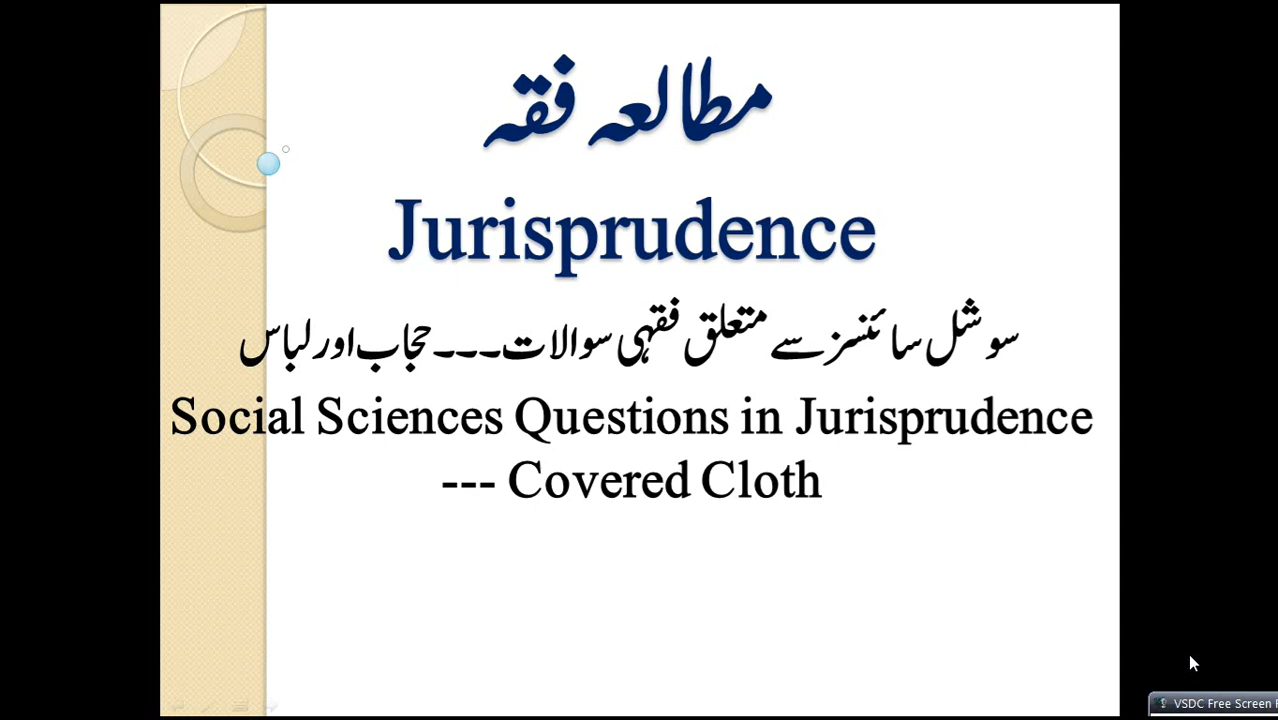 مطالعہ فقہ
Jurisprudence
سوشل سائنسز سے متعلق فقہی سوالات۔۔۔ حجاب اور لباس
Social Sciences Questions in Jurisprudence
--- Covered Cloth
VSDC Free Screen